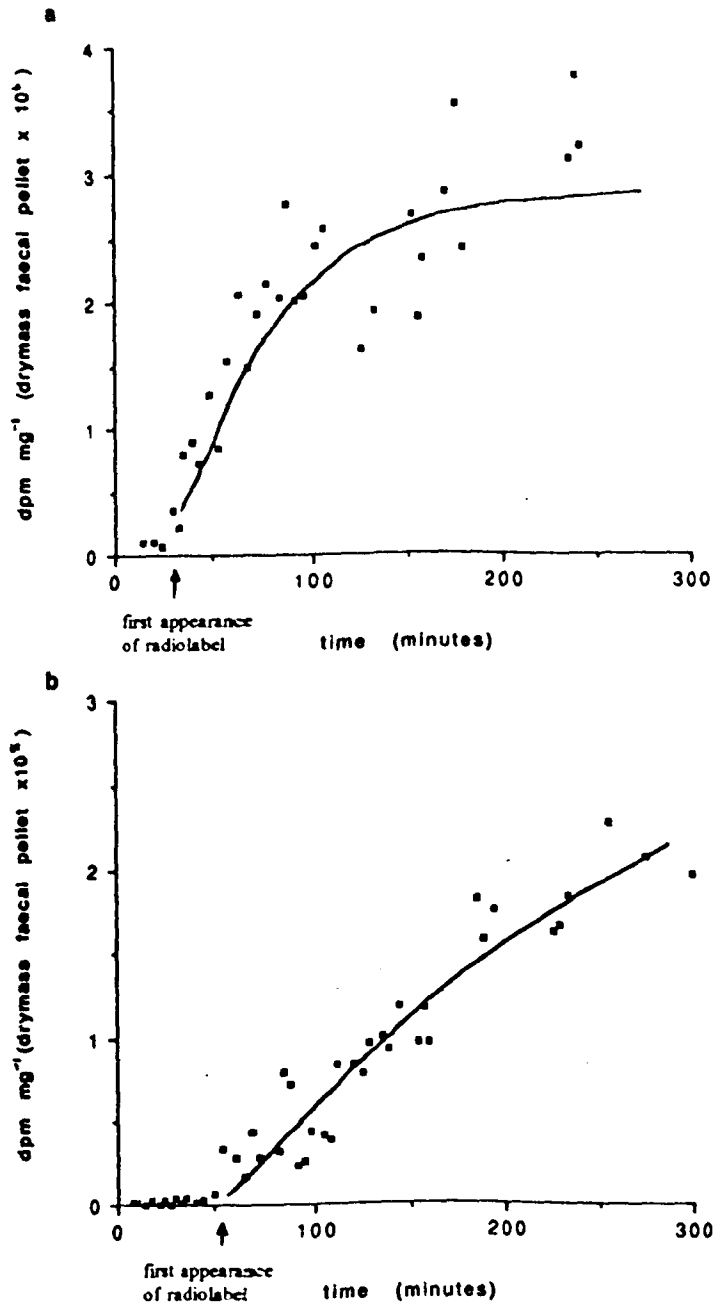 a
dpm mg⁻¹ (drymass faecal pellet x 10
4
3
2
1
0
0
100
200
300
first appearance
of radiolabel
time (minutes)
b
dpm mg⁻¹(drymass faecal pellet x10
3
2
1
0
0
100
200
300
first appearance
of radiolabel
time (minutes)